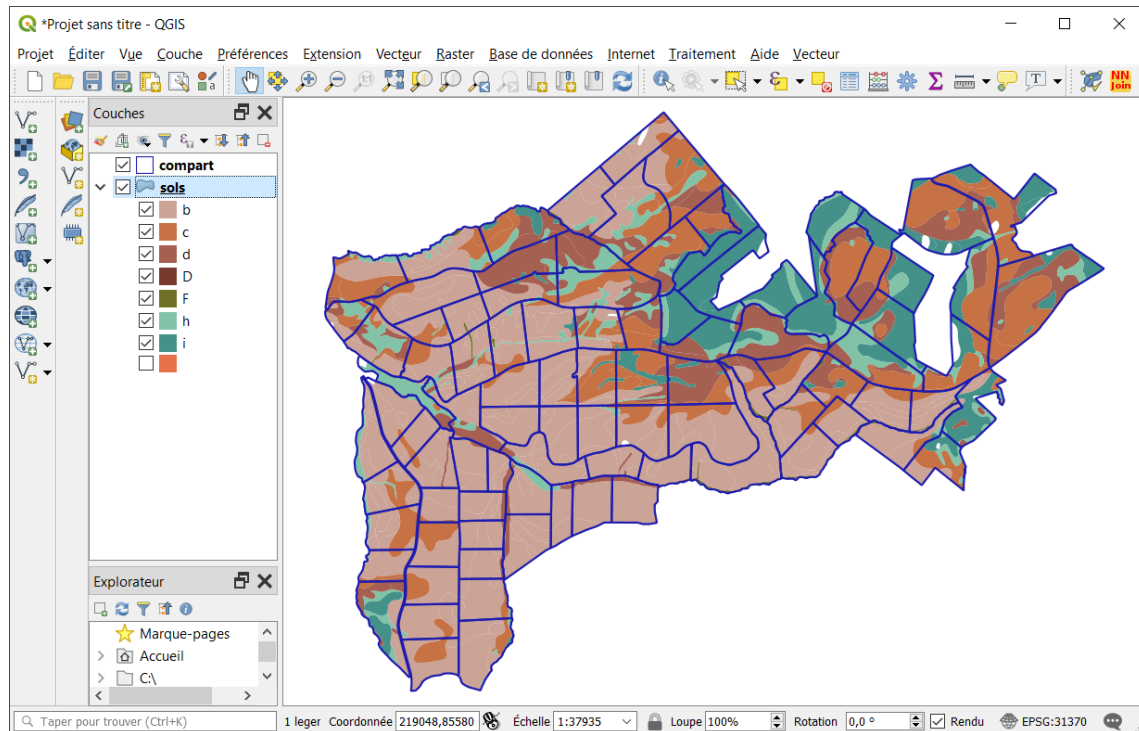 *Projet sans titre - QGIS
Projet Éditer Vue Couche Préférences Extension Vecteur Raster Base de données Internet Traitement Aide Vecteur
NN
Join
Couches
compart
sols
b
c
d
D
F
h
i
Explorateur
Marque-pages
Accueil
C:\
Taper pour trouver (Ctrl+K) 1 leger Coordonnée 219048,85580 Échelle 1:37935 Loupe 100% Rotation 0,0 ° Rendu EPSG:31370